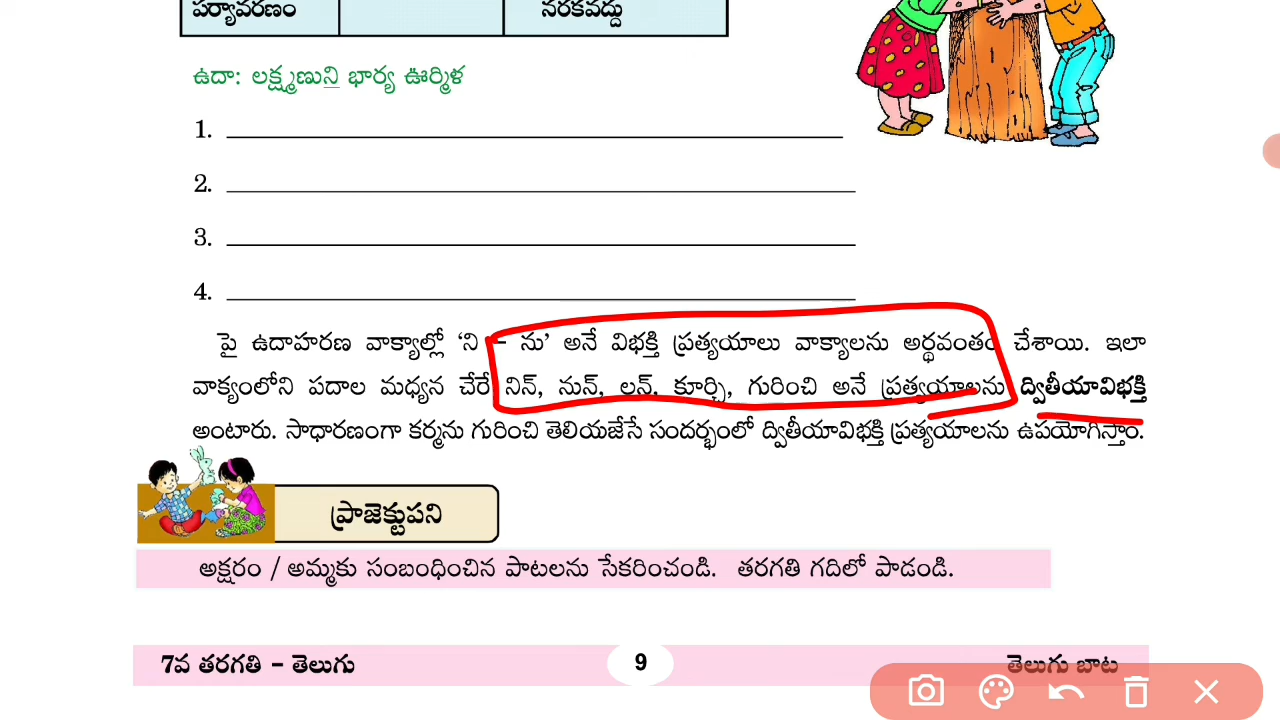 పర్యావరణం నరకవద్దు
ఉదా: లక్ష్మణుని భార్య ఊర్మిళ
1.
2.
3.
4.
పై ఉదాహరణ వాక్యాల్లో ‘ని – ను’ అనే విభక్తి ప్రత్యయాలు వాక్యాలను అర్థవంతం చేశాయి. ఇలా
వాక్యంలోని పదాల మధ్యన చేరే నిన్, నున్, లన్, కూర్చి, గురించి అనే ప్రత్యయాలను ద్వితీయావిభక్తి
అంటారు. సాధారణంగా కర్మను గురించి తెలియజేసే సందర్భంలో ద్వితీయావిభక్తి ప్రత్యయాలను ఉపయోగిస్తాం.
ప్రాజెక్టుపని
అక్షరం / అమ్మకు సంబంధించిన పాటలను సేకరించండి. తరగతి గదిలో పాడండి.
7వ తరగతి – తెలుగు 9 తెలుగు బాట